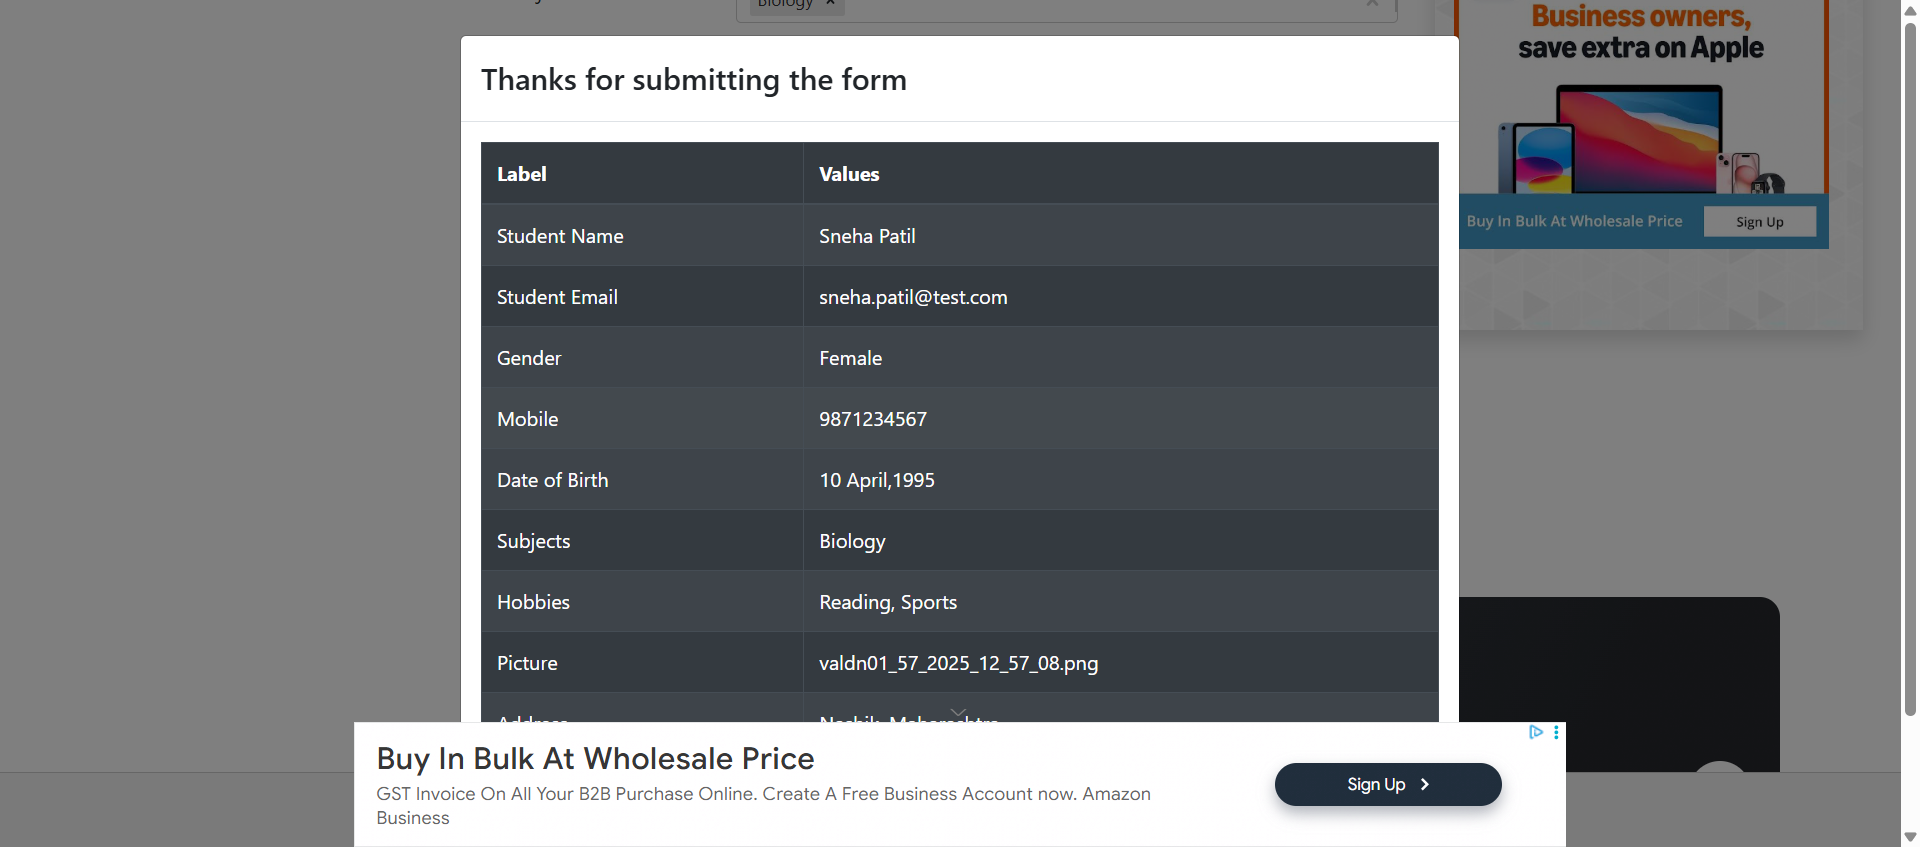 Biology ×
Business owners,
save extra on Apple
Buy In Bulk At Wholesale Price Sign Up
Thanks for submitting the form
Label Values
Student Name Sneha Patil
Student Email sneha.patil@test.com
Gender Female
Mobile 9871234567
Date of Birth 10 April,1995
Subjects Biology
Hobbies Reading, Sports
Picture valdn01_57_2025_12_57_08.png
Address Nashik, Maharashtra
Buy In Bulk At Wholesale Price
GST Invoice On All Your B2B Purchase Online. Create A Free Business Account now. Amazon
Business
Sign Up